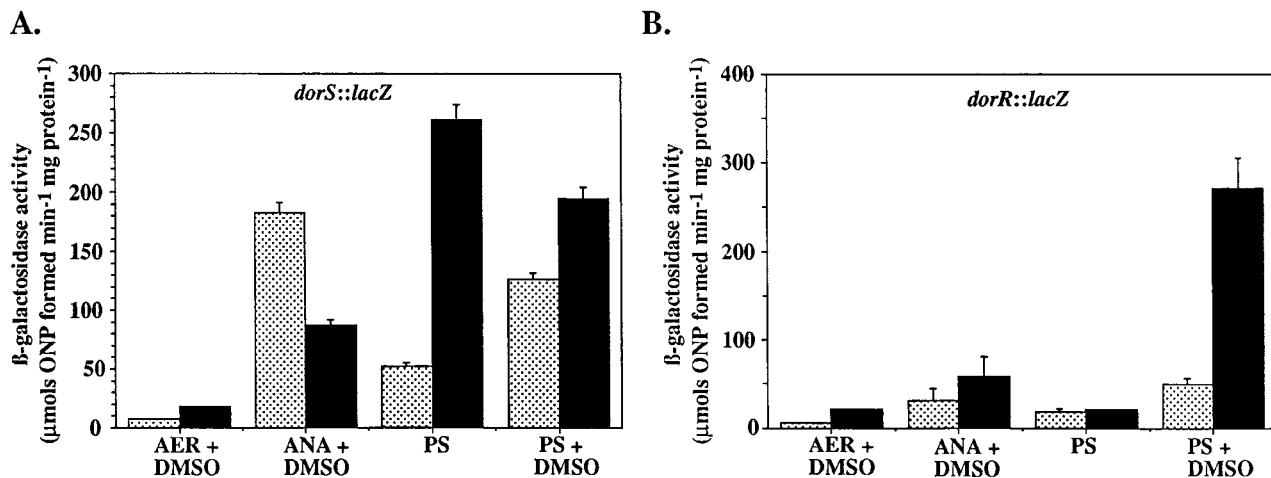 A.
B.
ß-galactosidase activity
(µmols ONP formed min-1 mg protein-1)
300
250
200
150
100
50
0
dorS::lacZ
AER +
DMSO
ANA +
DMSO
PS
PS +
DMSO
ß-galactosidase activity
(µmols ONP formed min-1 mg protein-1)
400
300
200
100
0
dorR::lacZ
AER +
DMSO
ANA +
DMSO
PS
PS +
DMSO